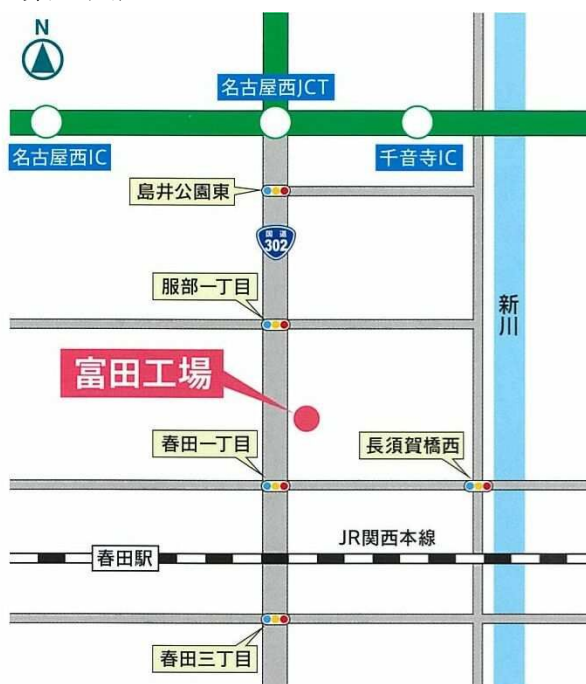 N
名古屋西JCT
名古屋西IC
千音寺IC
島井公園東
国道
302
服部一丁目
新川
富田工場
春田一丁目
長須賀橋西
JR関西本線
春田駅
春田三丁目